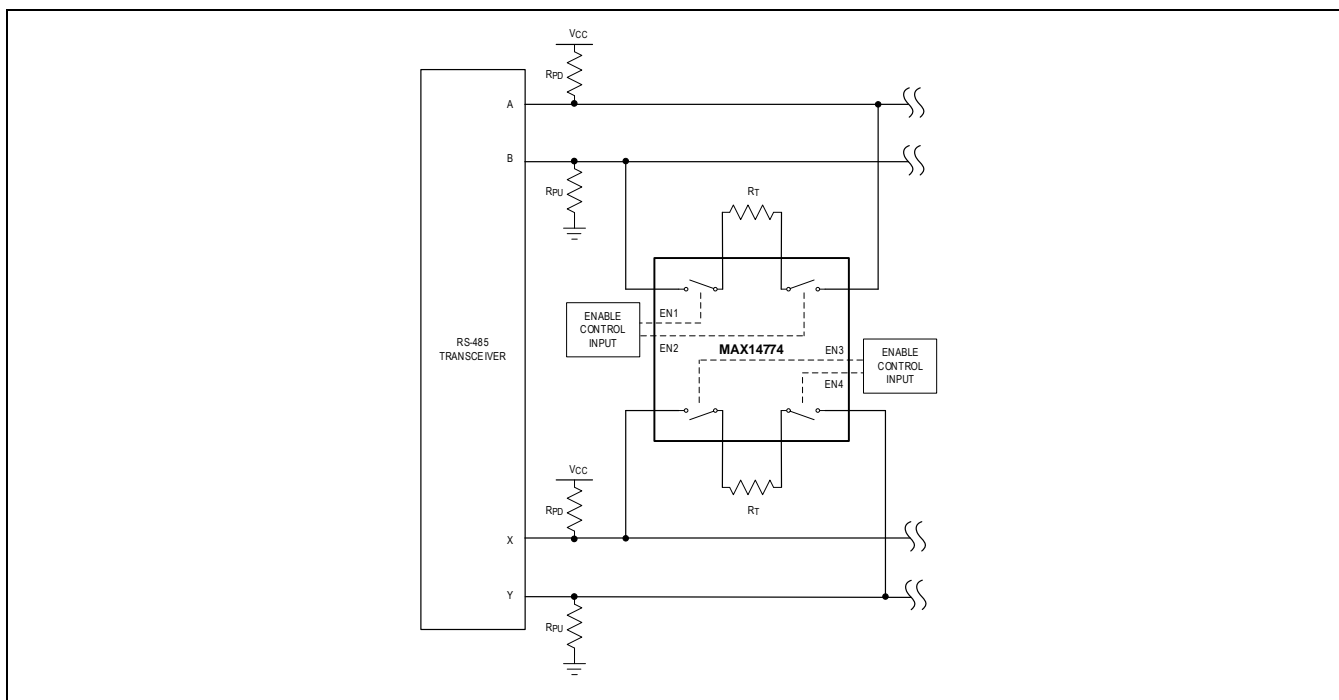 VCC
RPD
A
B
RPU
RT
ENABLE
CONTROL
INPUT
EN1
EN2
MAX14774
EN3
EN4
ENABLE
CONTROL
INPUT
RS-485
TRANSCEIVER
VCC
RPD
RT
X
Y
RPU